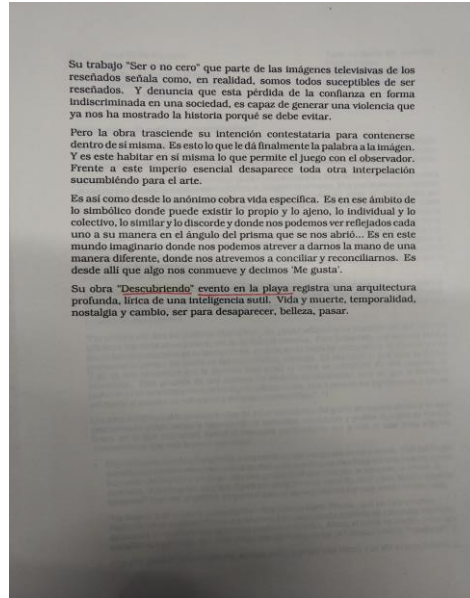 Su trabajo "Ser o no cero" que parte de las imágenes televisivas de los
reseñados señala como, en realidad, somos todos suceptibles de ser
reseñados. Y denuncia que esta pérdida de la confianza en forma
indiscriminada en una sociedad, es capaz de generar una violencia que
ya nos ha mostrado la historia porqué se debe evitar.
Pero la obra trasciende su intención contestataria para contenerse
dentro de sí misma. Es esto lo que le dá finalmente la palabra a la imágen.
Y es este habitar en sí misma lo que permite el juego con el observador.
Frente a este imperio esencial desaparece toda otra interpelación
sucumbiéndo para el arte.
Es así como desde lo anónimo cobra vida específica. Es en ese ámbito de
lo simbólico donde puede existir lo propio y lo ajeno, lo individual y lo
colectivo, lo similar y lo discorde y donde nos podemos ver reflejados cada
uno a su manera en el ángulo del prisma que se nos abrió... Es en este
mundo imaginario donde nos podemos atrever a darnos la mano de una
manera diferente, donde nos atrevemos a conciliar y reconciliarnos. Es
desde allí que algo nos conmueve y decimos 'Me gusta'.
Su obra "Descubriendo" evento en la playa registra una arquitectura
profunda, lírica de una inteligencia sutil. Vida y muerte, temporalidad,
nostalgia y cambio, ser para desaparecer, belleza, pasar.